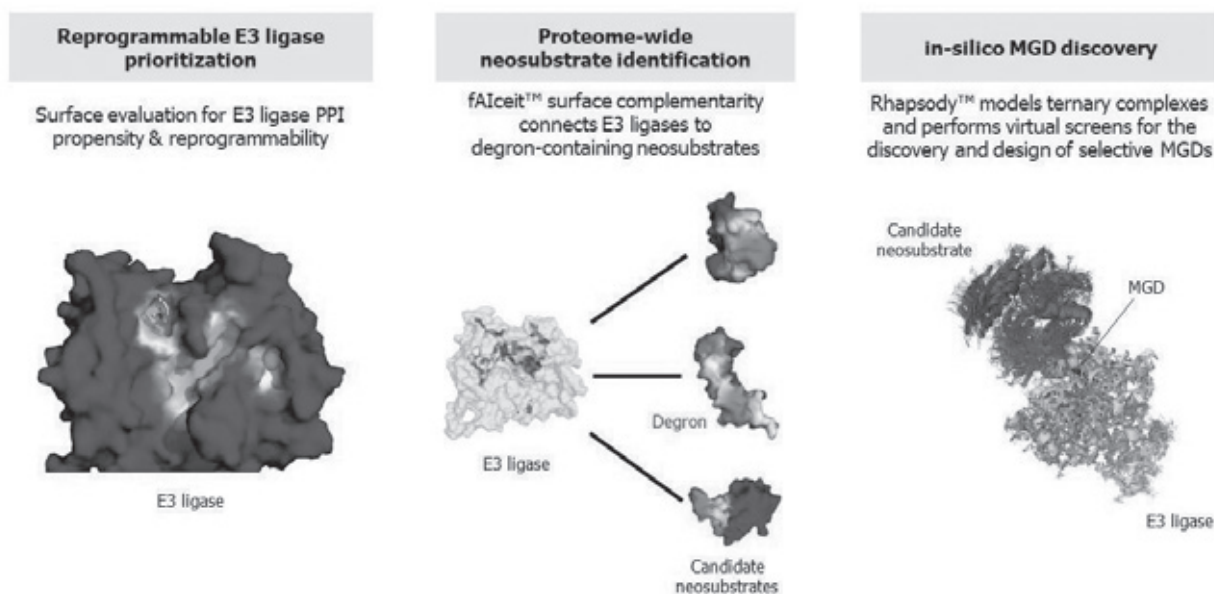 Reprogrammable E3 ligase
prioritization
Surface evaluation for E3 ligase PPI
propensity & reprogrammability
E3 ligase
Proteome-wide
neosubstrate identification
fAIceit™ surface complementarity
connects E3 ligases to
degron-containing neosubstrates
E3 ligase
Degron
Candidate
neosubstrates
in-silico MGD discovery
Rhapsody™ models ternary complexes
and performs virtual screens for the
discovery and design of selective MGDs
Candidate
neosubstrate
MGD
E3 ligase